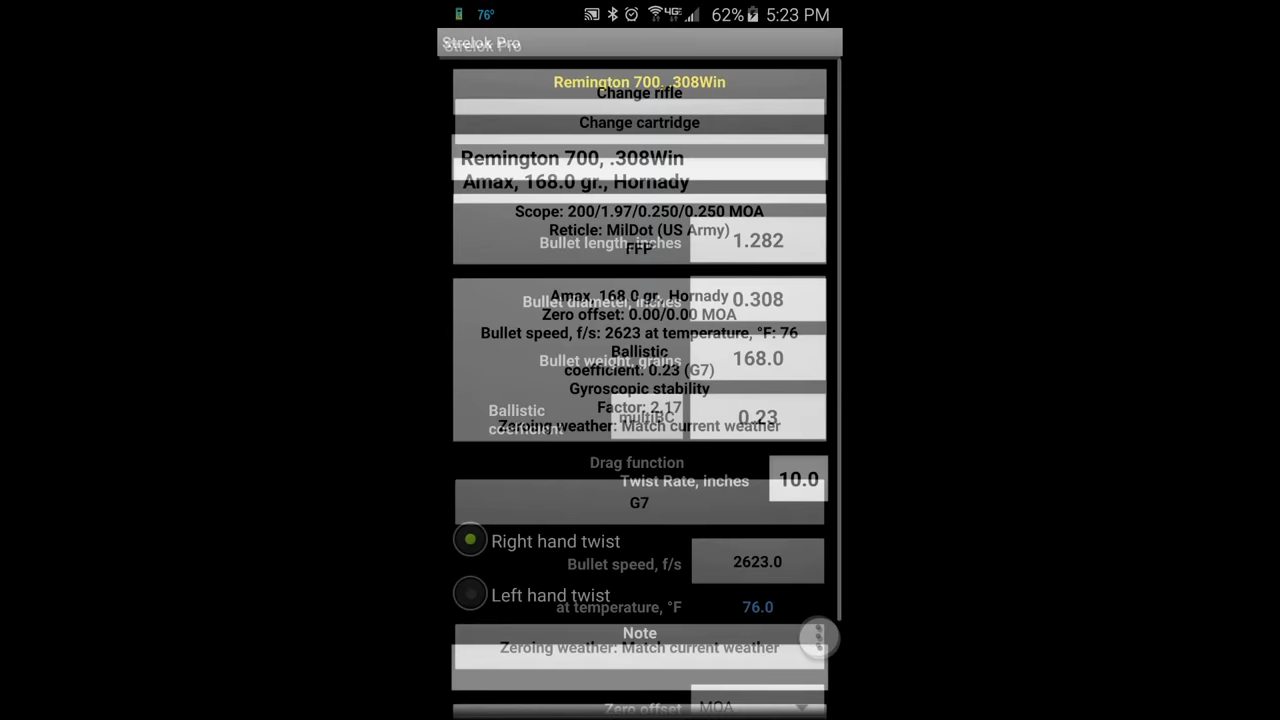 76°
4G
62%
5:23 PM
Strelok Pro
Strelok Pro
Remington 700, .308Win
Change rifle
Change cartridge
Remington 700, .308Win
Amax, 168.0 gr., Hornady
Scope: 200/1.97/0.250/0.250 MOA
Reticle: MilDot (US Army)
Bullet length, inches
1.282
FFP
Amax, 168.0 gr., Hornady
Bullet diameter, inches
0.308
Zero offset: 0.00/0.00 MOA
Bullet speed, f/s: 2623 at temperature, °F: 76
Ballistic
Bullet weight, grains
168.0
coefficient: 0.23 (G7)
Gyroscopic stability
Factor: 2.17
Ballistic
coefficient
multiBC
0.23
Zeroing weather: Match current weather
Drag function
Twist Rate, inches
10.0
G7
Right hand twist
Bullet speed, f/s
2623.0
Left hand twist
at temperature, °F
76.0
Note
Zeroing weather: Match current weather
Zero offset
MOA